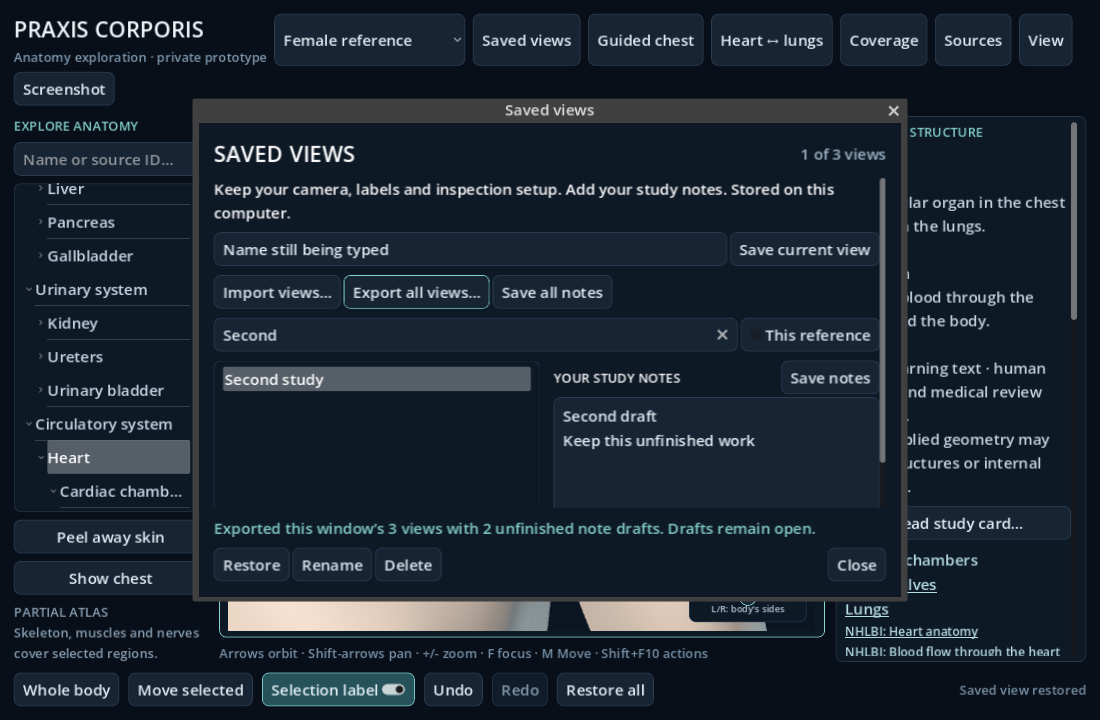 PRAXIS CORPORIS
Anatomy exploration · private prototype
Female reference
Saved views
Guided chest
Heart ↔ lungs
Coverage
Sources
View
Screenshot
EXPLORE ANATOMY
Name or source ID...
Liver
Pancreas
Gallbladder
Urinary system
Kidney
Ureters
Urinary bladder
Circulatory system
Heart
Cardiac chamb...
Peel away skin
Show chest
PARTIAL ATLAS
Skeleton, muscles and nerves
cover selected regions.
Saved views
SAVED VIEWS
1 of 3 views
Keep your camera, labels and inspection setup. Add your study notes. Stored on this
computer.
Name still being typed
Save current view
Import views...
Export all views...
Save all notes
Second
This reference
Second study
YOUR STUDY NOTES
Save notes
Second draft
Keep this unfinished work
Exported this window's 3 views with 2 unfinished note drafts. Drafts remain open.
Restore
Rename
Delete
Close
L/R: body's sides
Arrows orbit · Shift-arrows pan · +/- zoom · F focus · M Move · Shift+F10 actions
STRUCTURE
organ in the chest
the lungs.
blood through the
the body.
text · human
and medical review
geometry may
or internal
study card...
chambers
Lungs
NHLBI: Heart anatomy
NHLBI: Blood flow through the heart
Whole body
Move selected
Selection label
Undo
Redo
Restore all
Saved view restored